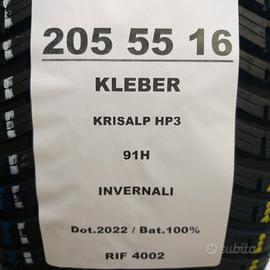 205 55 16
KLEBER
KRISALP HP3
91H
INVERNALI
Dot.2022 / Bat.100%
RIF 4002
subito